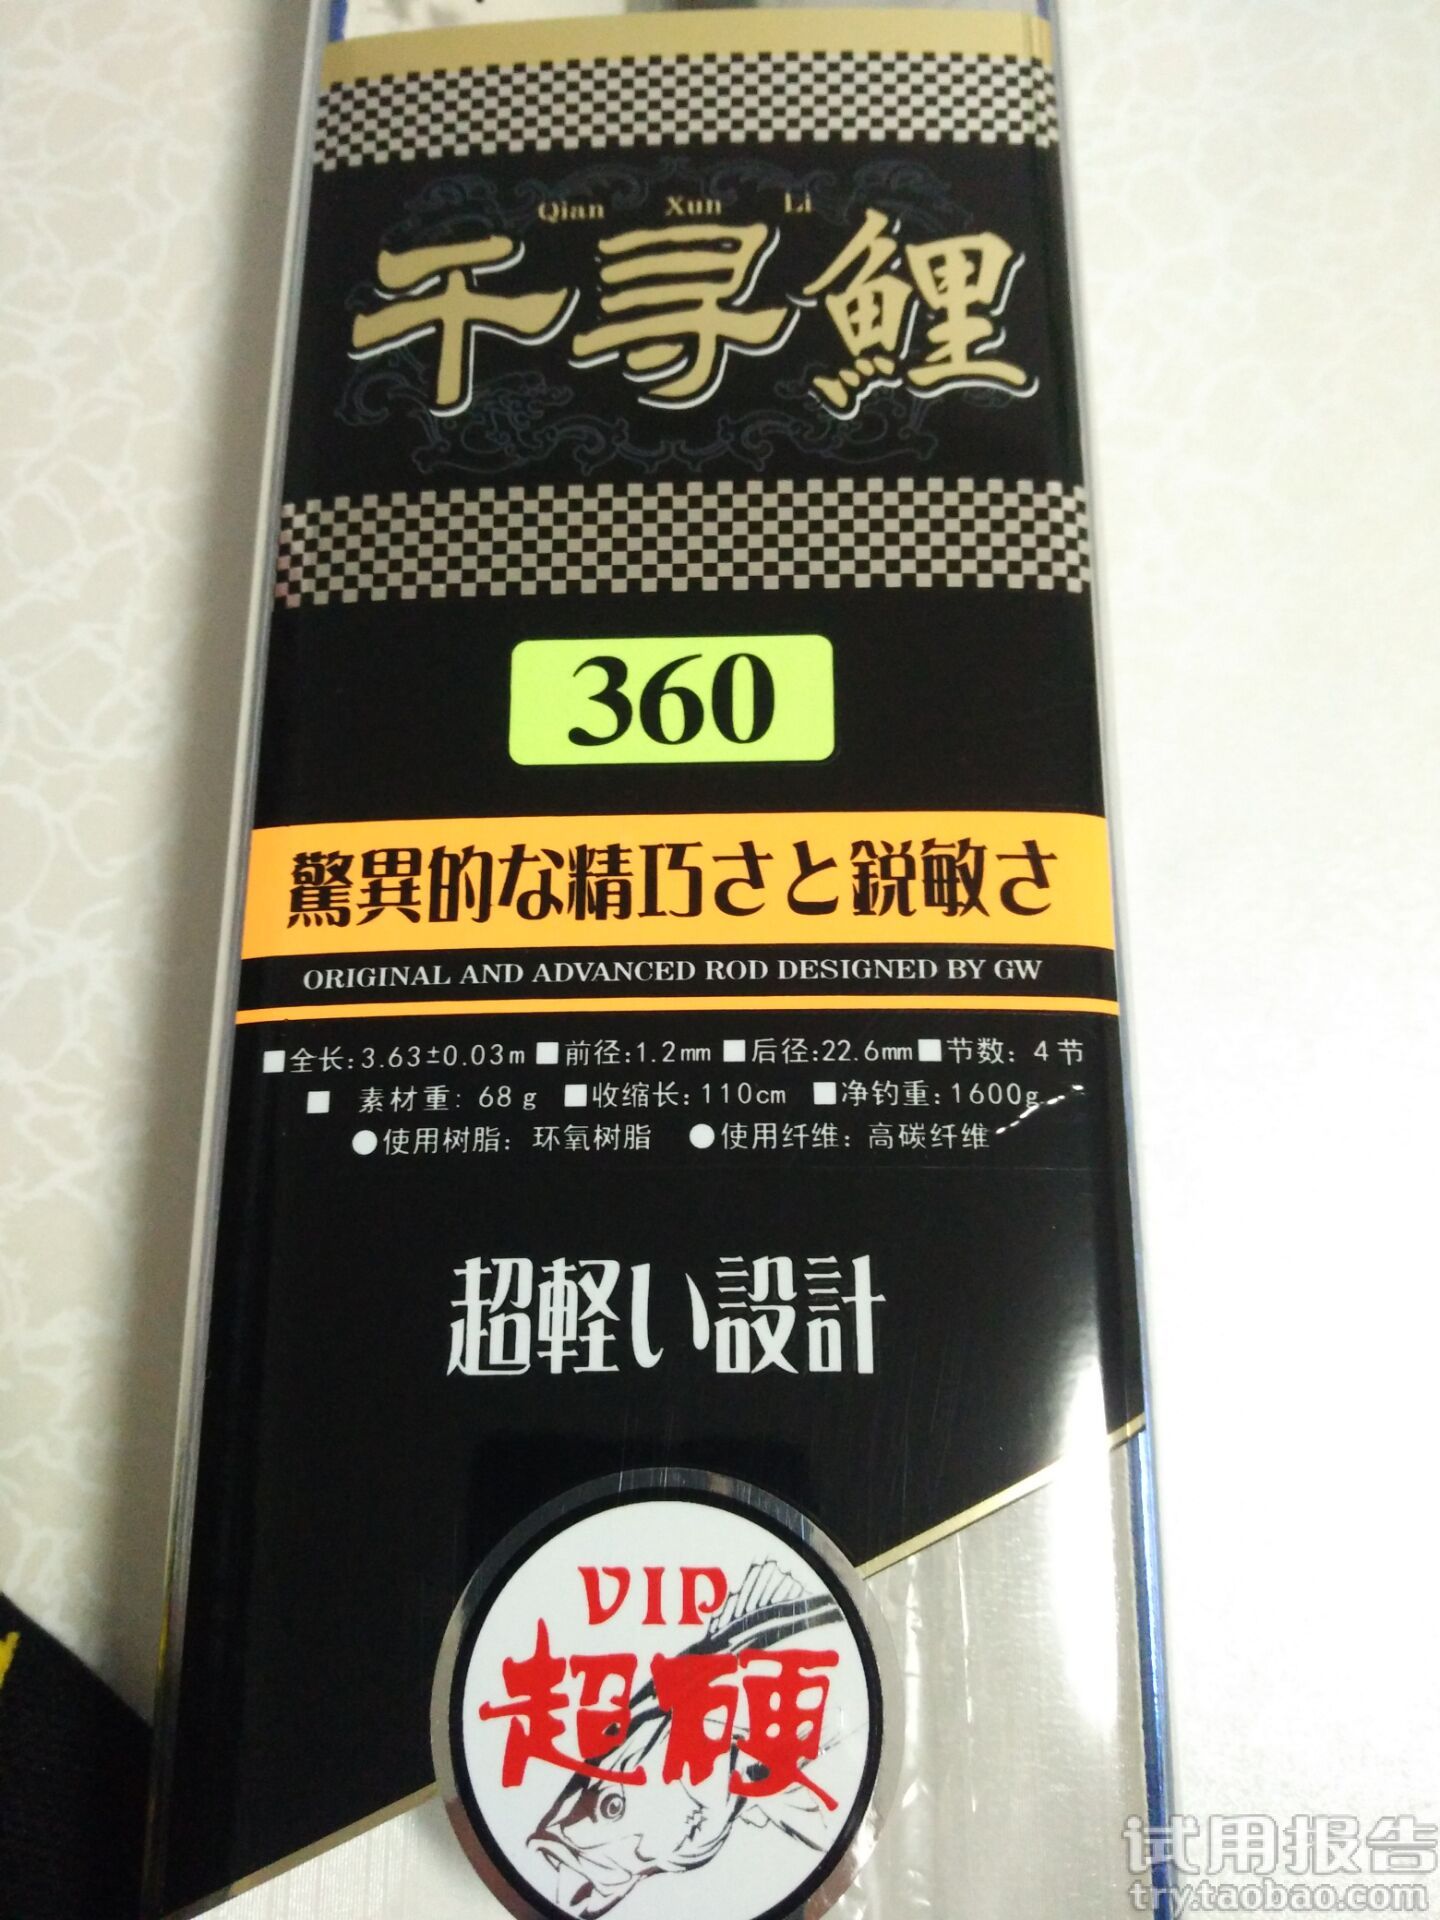 Qian Xun Li
千寻鲤
360
驚異的な精巧さと鋭敏さ
ORIGINAL AND ADVANCED ROD DESIGNED BY GW
■全长:3.63±0.03m ■前径:1.2mm ■后径:22.6mm ■节数: 4节
■ 素材重: 68g ■收缩长:110cm ■净钓重:1600g
●使用树脂: 环氧树脂 ●使用纤维: 高碳纤维
超軽い設計
VIP
超硬
试用报告
try.taobao.com